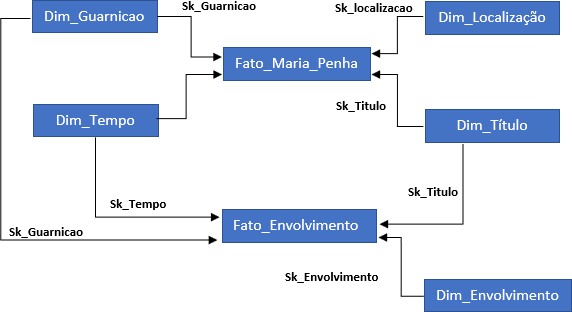 Dim_Guarnicao
Sk_Guarnicao
Sk_localizacao
Dim_Localização
Fato_Maria_Penha
Sk_Titulo
Dim_Tempo
Dim_Título
Sk_Tempo
Sk_Titulo
Fato_Envolvimento
Sk_Guarnicao
Sk_Envolvimento
Dim_Envolvimento